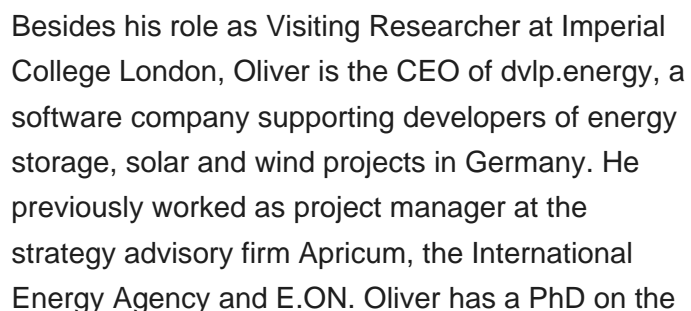 Besides his role as Visiting Researcher at Imperial
College London, Oliver is the CEO of dvlp.energy, a
software company supporting developers of energy
storage, solar and wind projects in Germany. He
previously worked as project manager at the
strategy advisory firm Apricum, the International
Energy Agency and E.ON. Oliver has a PhD on the